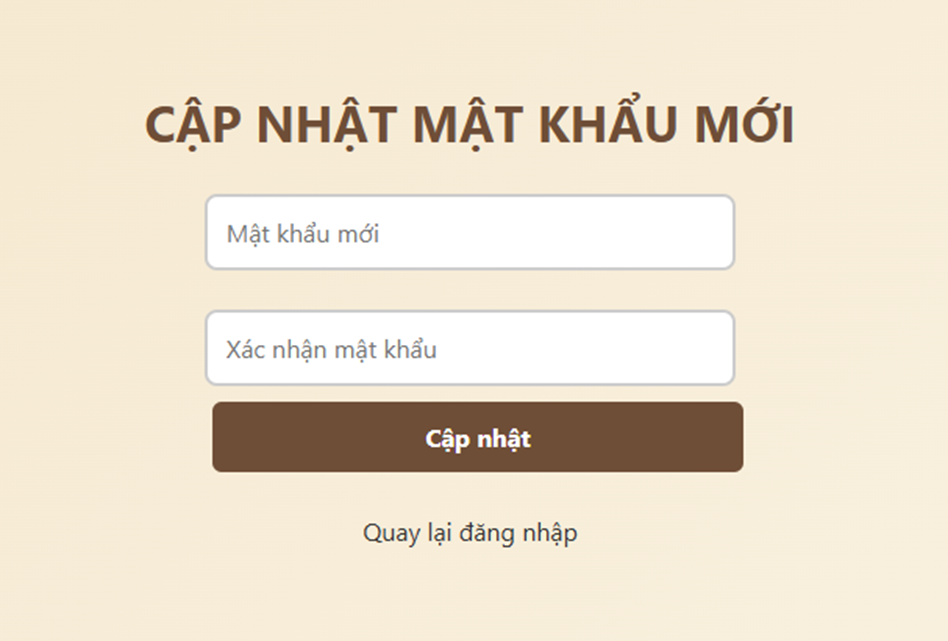 CẬP NHẬT MẬT KHẨU MỚI
Mật khẩu mới
Xác nhận mật khẩu
Cập nhật
Quay lại đăng nhập